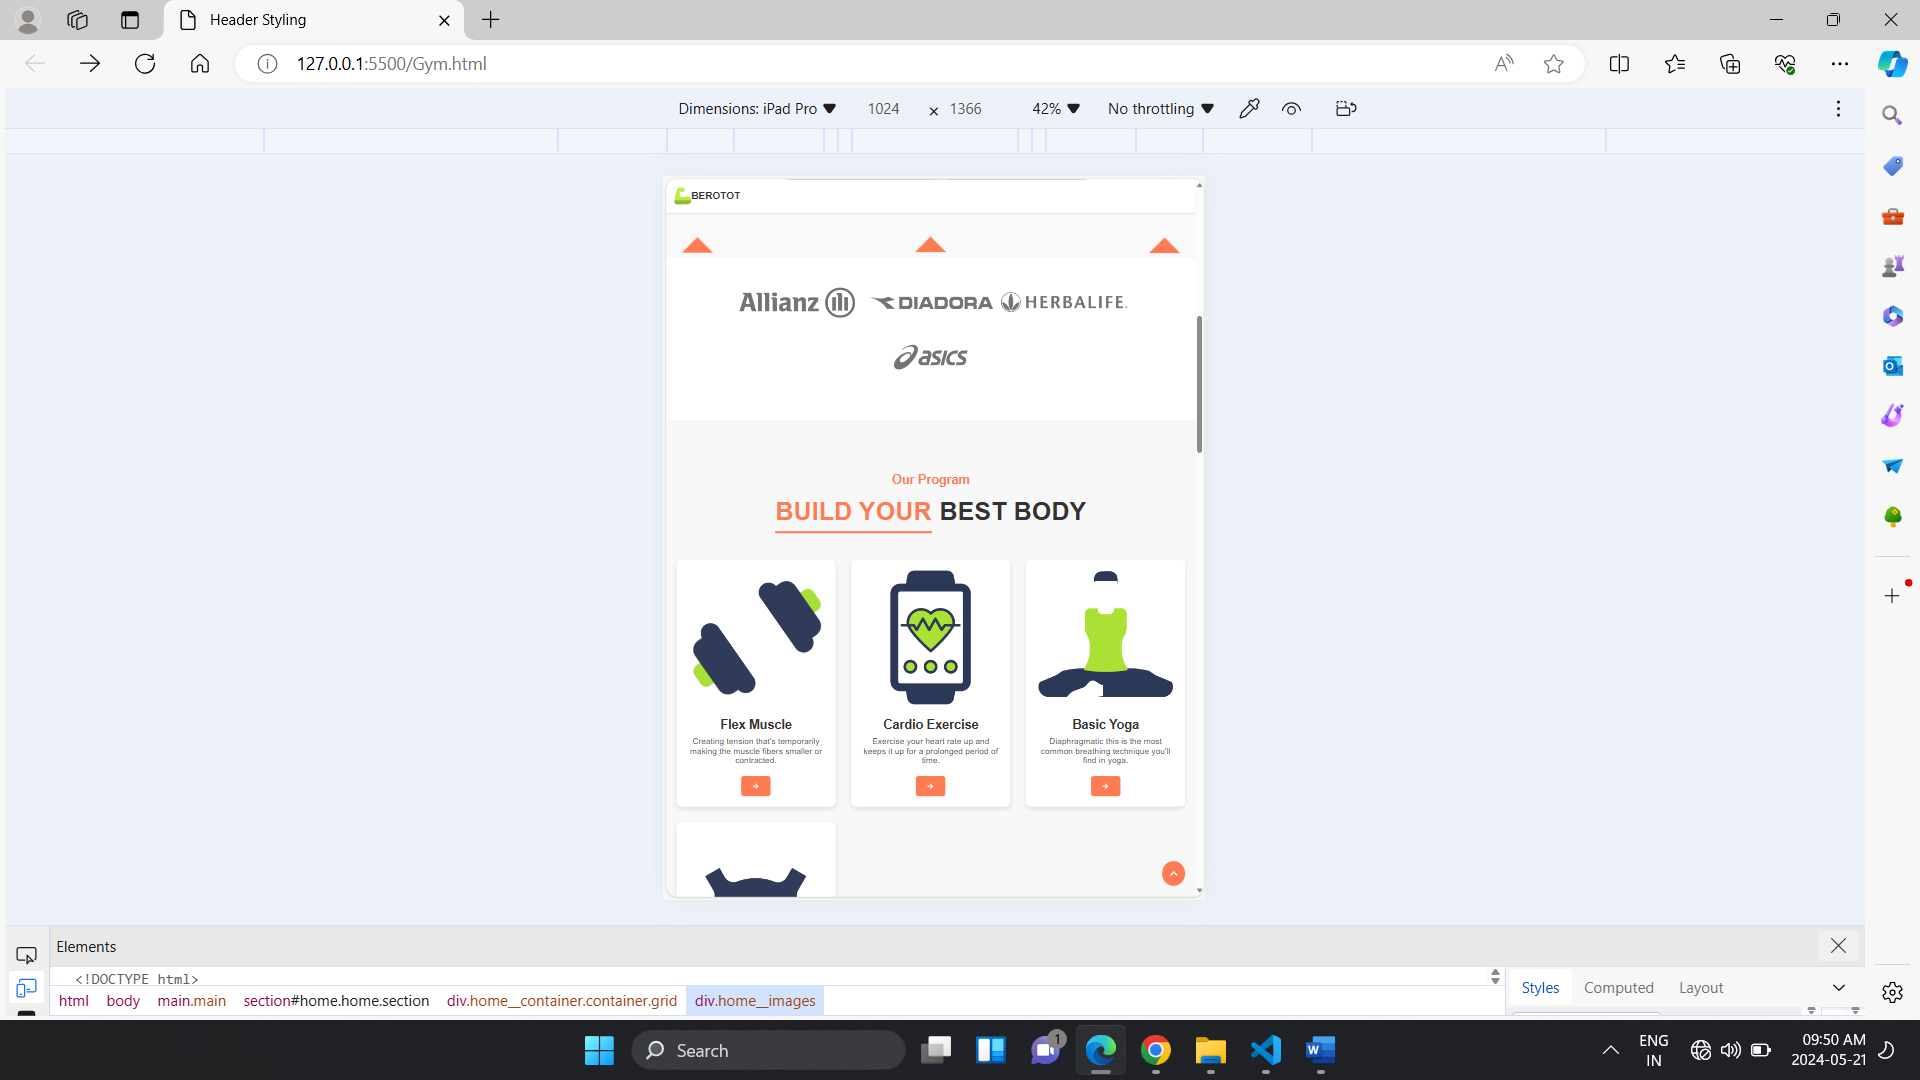 Header Styling
127.0.0.1:5500/Gym.html
Dimensions: iPad Pro 1024 × 1366 42% No throttling
BEROTOT
Allianz DIADORA HERBALIFE.
asics
Our Program
BUILD YOUR BEST BODY
Flex Muscle
Creating tension that's temporarily
making the muscle fibers smaller or
contracted.
Cardio Exercise
Exercise your heart rate up and
keeps it up for a prolonged period of
time.
Basic Yoga
Diaphragmatic this is the most
common breathing technique you'll
find in yoga.
Elements
<!DOCTYPE html>
html body main.main section#home.home.section div.home__container.container.grid div.home__images
Styles Computed Layout
Search
1
ENG
IN
09:50 AM
2024-05-21